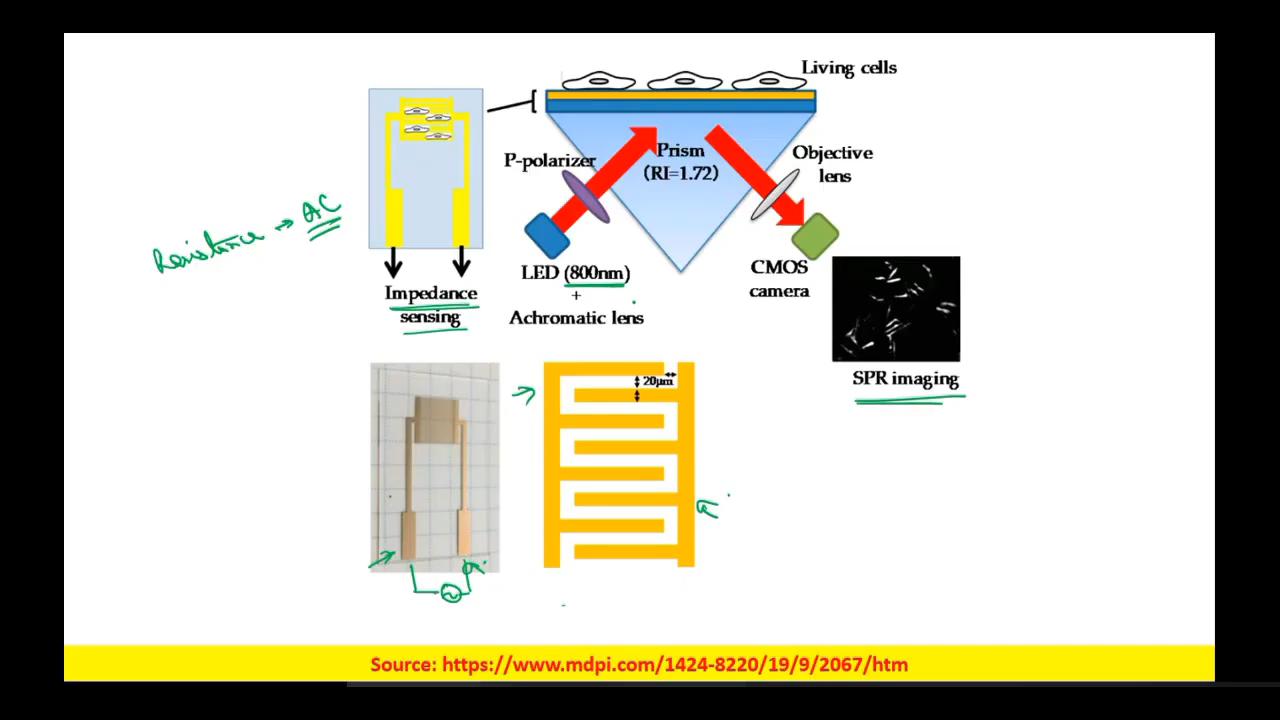 Living cells
P-polarizer
Prism
(RI=1.72)
Objective
lens
Resistance → AC
LED (800nm)
+
Achromatic lens
CMOS
camera
Impedance
sensing
SPR imaging
20µm
Source: https://www.mdpi.com/1424-8220/19/9/2067/htm